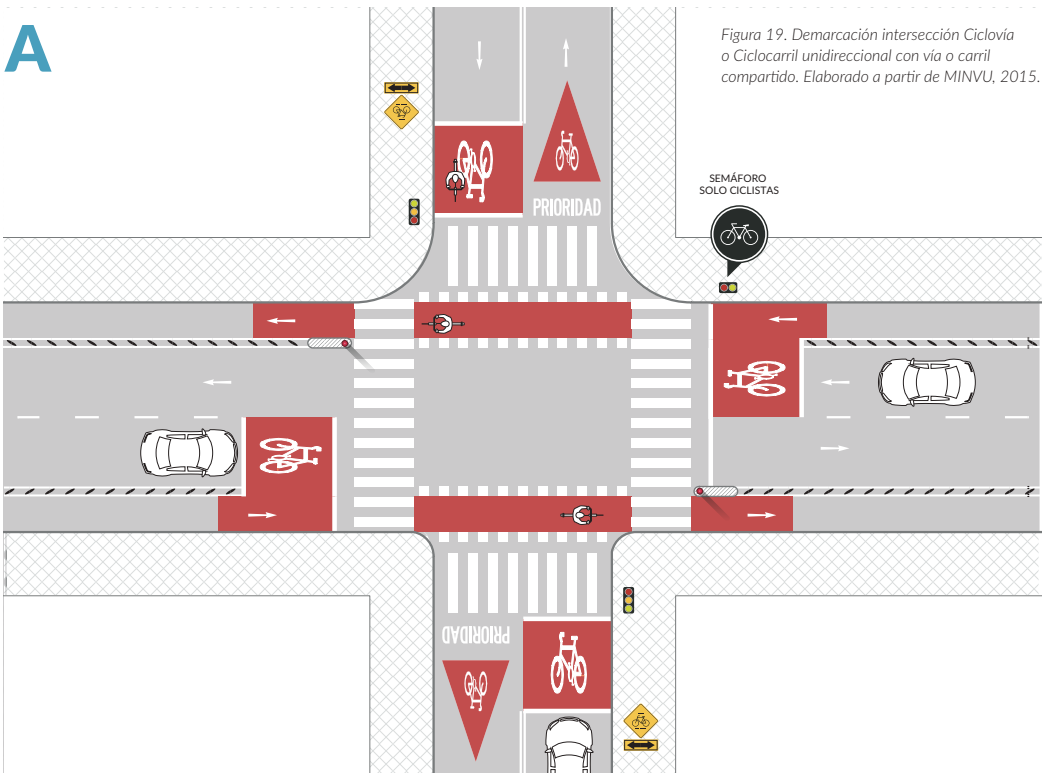 A
Figura 19. Demarcación intersección Ciclovía
o Ciclocarril unidireccional con vía o carril
compartido. Elaborado a partir de MINVU, 2015.
SEMÁFORO
SOLO CICLISTAS
PRIORIDAD
PRIORIDAD